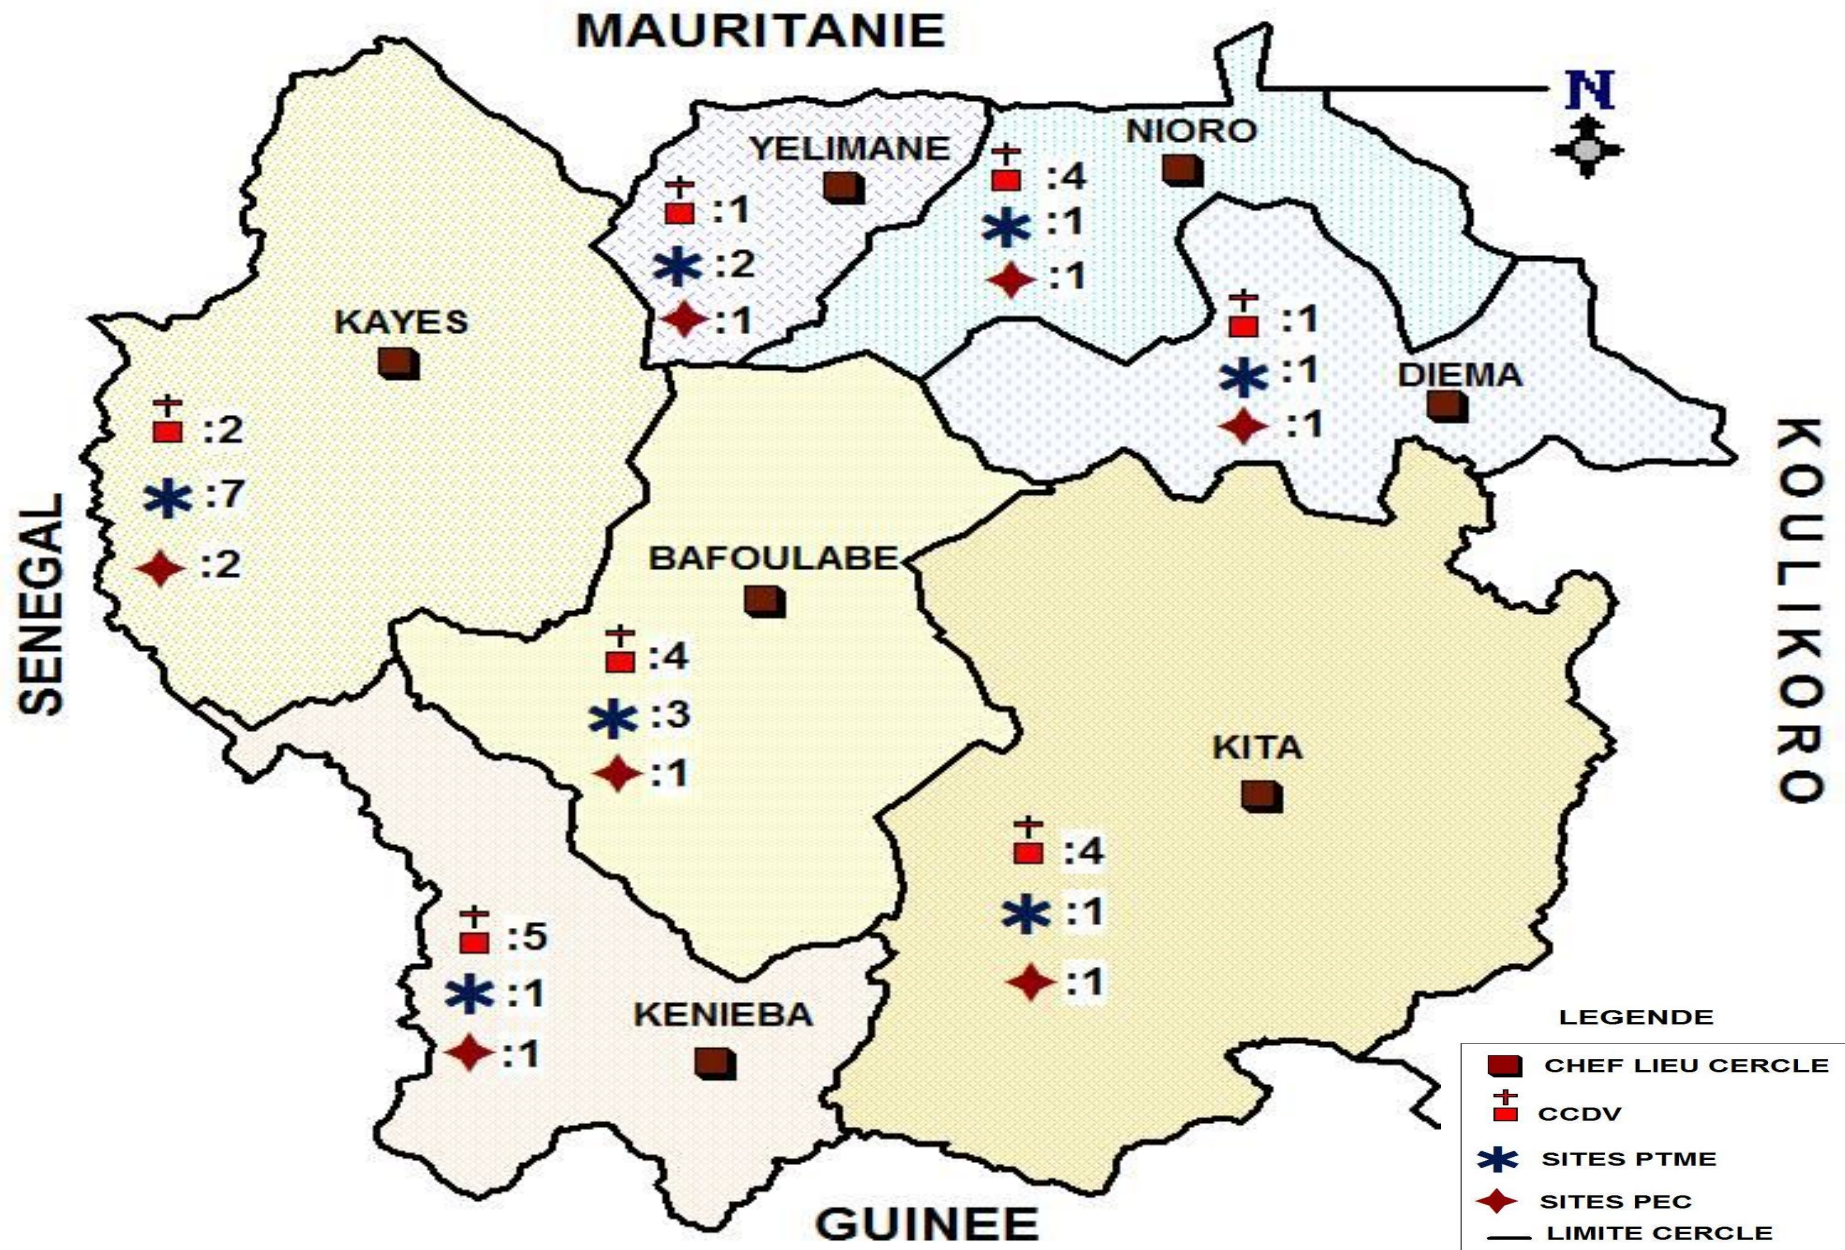 MAURITANIE
N
YELIMANE
NIORO
:1
:2
:1
:4
:1
:1
KAYES
:2
:7
:2
:1
:1
:1
DIEMA
SENEGAL
KOULIKORO
BAFOULABE
:4
:3
:1
KITA
:4
:1
:1
:5
:1
:1
KENIEBA
GUINEE
LEGENDE
CHEF LIEU CERCLE
CCDV
SITES PTME
SITES PEC
LIMITE CERCLE